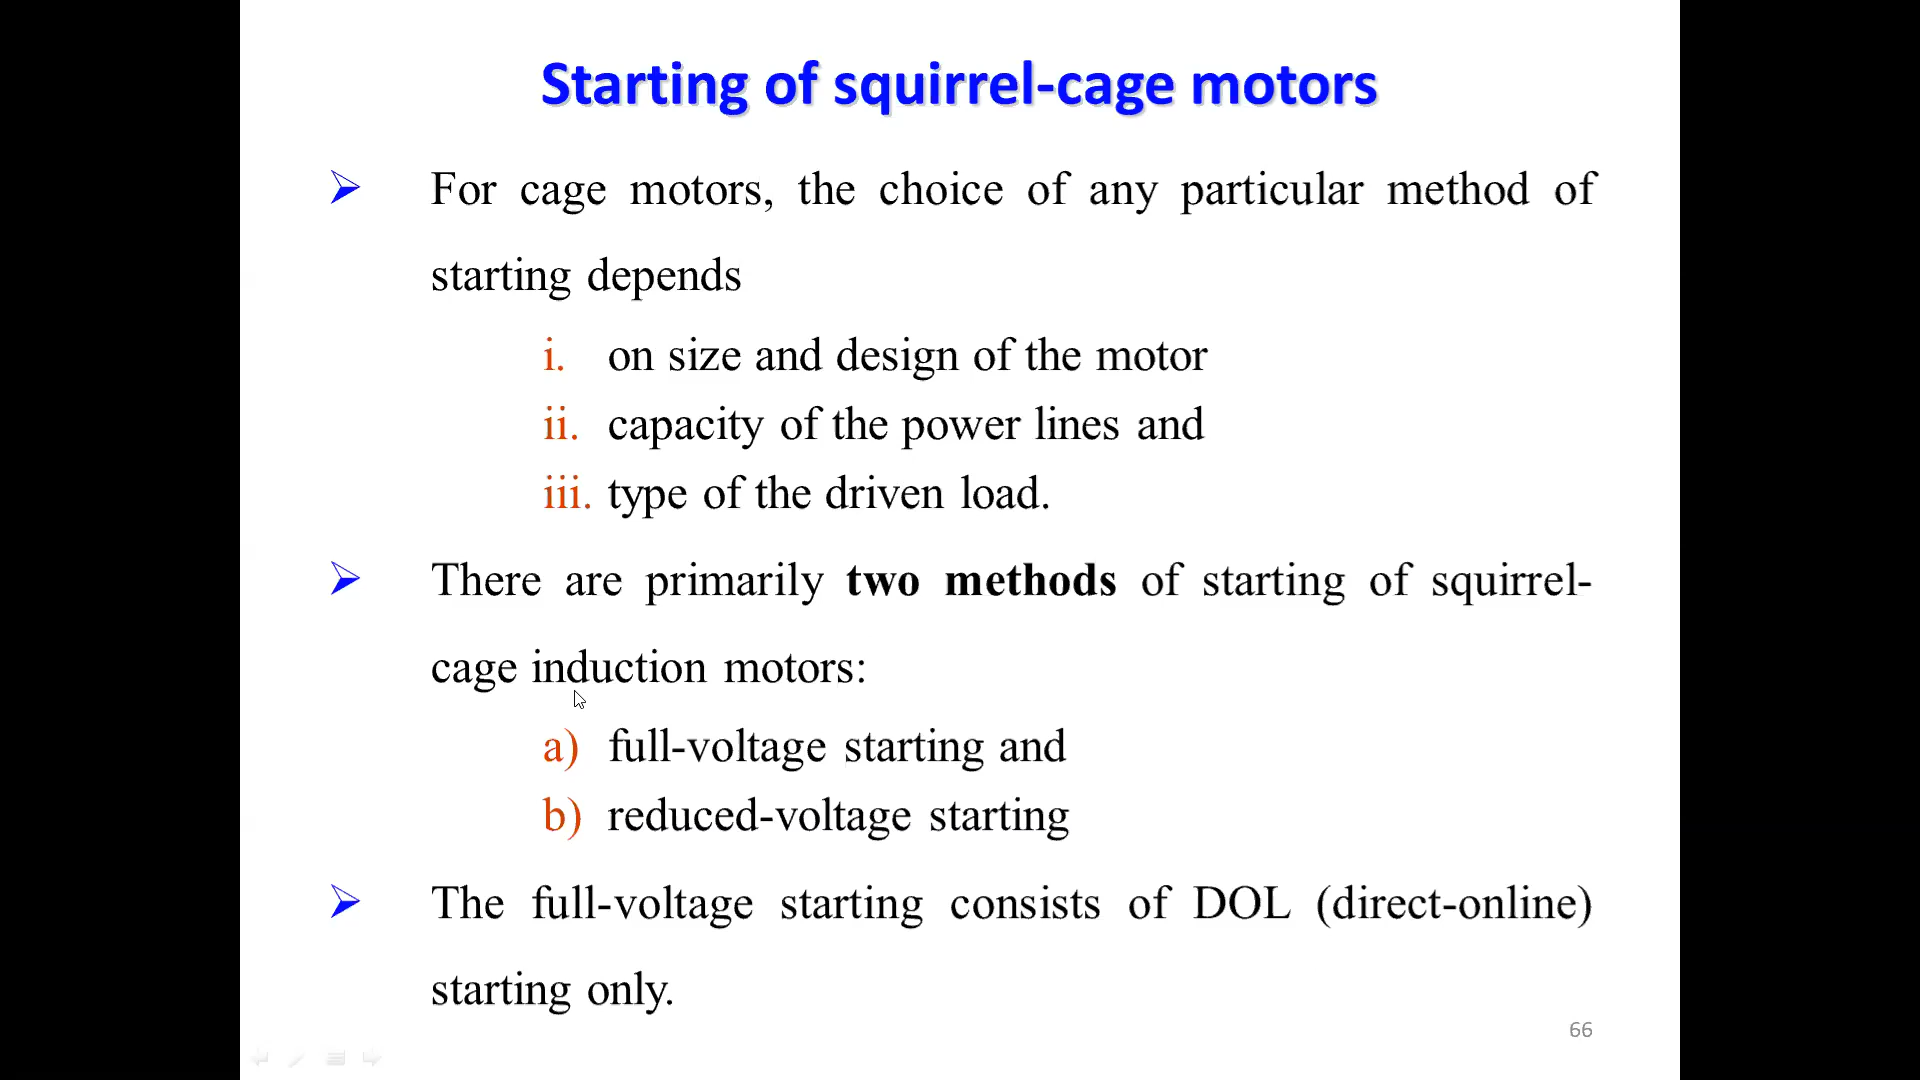 Starting of squirrel-cage motors
For cage motors, the choice of any particular method of
starting depends
i. on size and design of the motor
ii. capacity of the power lines and
iii. type of the driven load.
There are primarily two methods of starting of squirrel-
cage induction motors:
a) full-voltage starting and
b) reduced-voltage starting
The full-voltage starting consists of DOL (direct-online)
starting only.
66